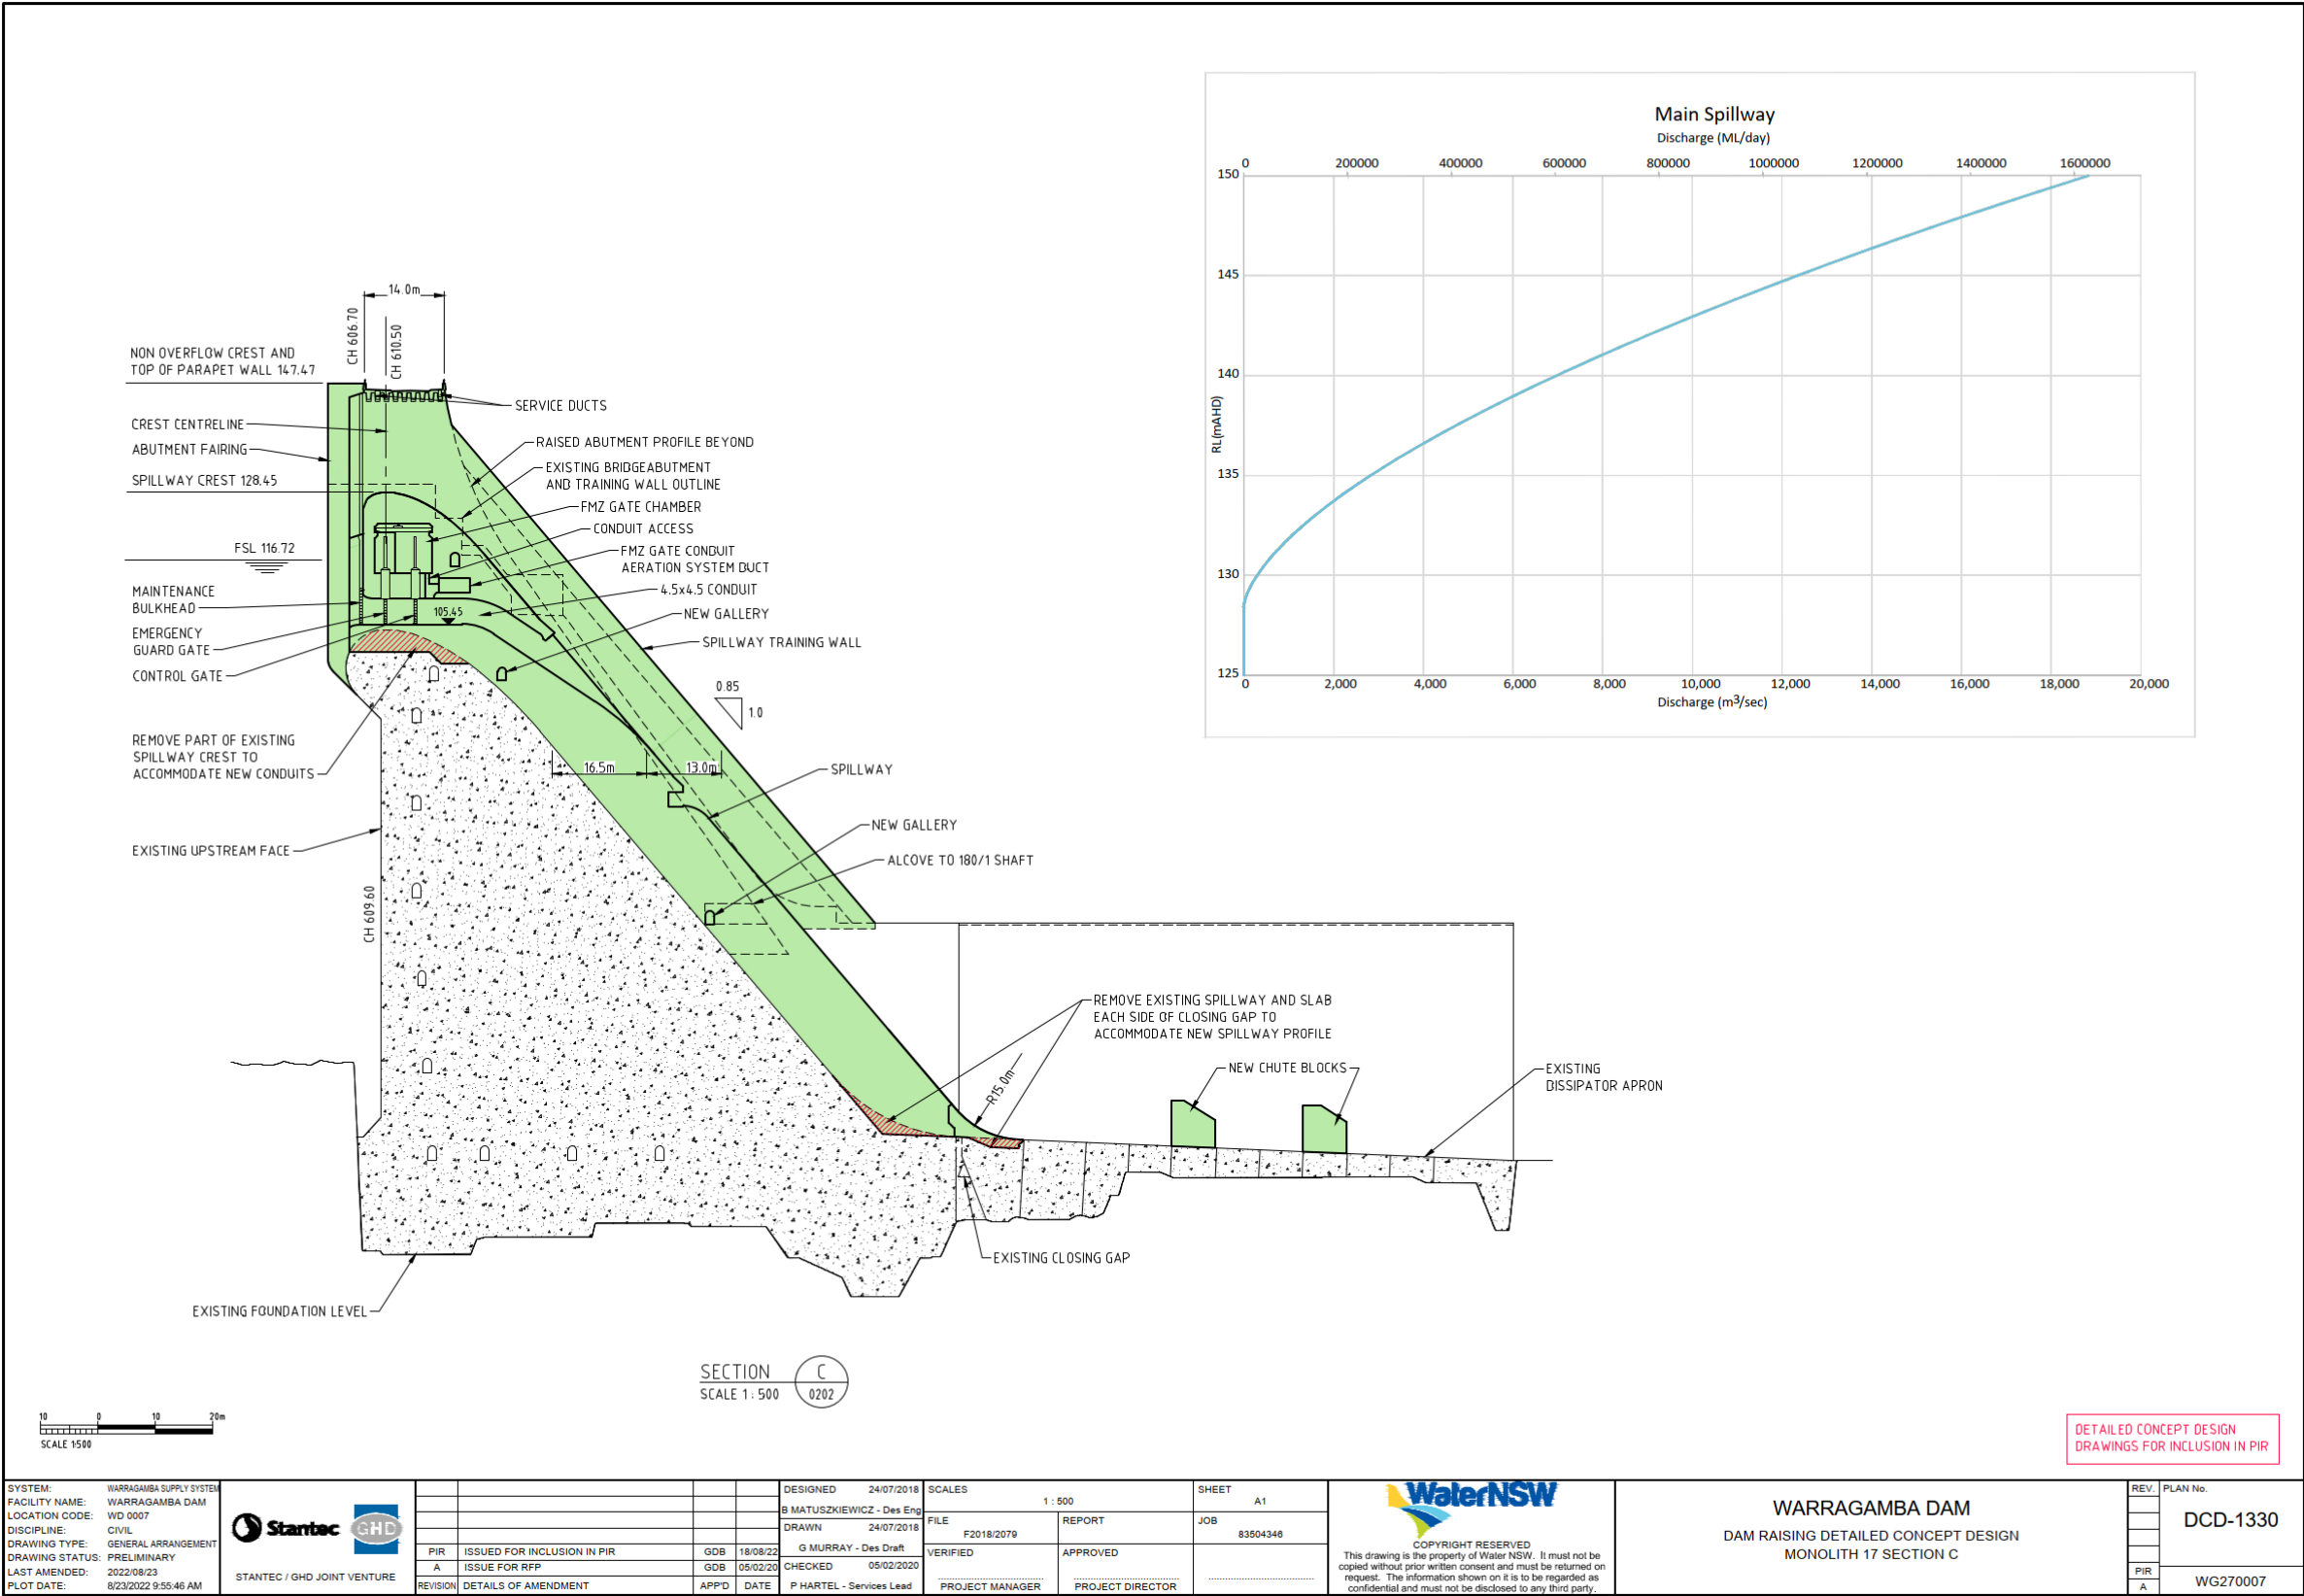 Main Spillway
Discharge (ML/day)
0 200000 400000 600000 800000 1000000 1200000 1400000 1600000
150
145
140
135
130
125
RL(mAHD)
0 2,000 4,000 6,000 8,000 10,000 12,000 14,000 16,000 18,000 20,000
Discharge (m³/sec)
14.0m
CH 606.70
CH 610.50
NON OVERFLOW CREST AND
TOP OF PARAPET WALL 147.47
SERVICE DUCTS
CREST CENTRELINE
ABUTMENT FAIRING
SPILLWAY CREST 128.45
RAISED ABUTMENT PROFILE BEYOND
EXISTING BRIDGEABUTMENT
AND TRAINING WALL OUTLINE
FMZ GATE CHAMBER
CONDUIT ACCESS
FSL 116.72
FMZ GATE CONDUIT
AERATION SYSTEM DUCT
4.5x4.5 CONDUIT
MAINTENANCE
BULKHEAD
105.45
NEW GALLERY
EMERGENCY
GUARD GATE
SPILLWAY TRAINING WALL
CONTROL GATE
0.85
1.0
REMOVE PART OF EXISTING
SPILLWAY CREST TO
ACCOMMODATE NEW CONDUITS
16.5m
13.0m
SPILLWAY
NEW GALLERY
EXISTING UPSTREAM FACE
ALCOVE TO 180/1 SHAFT
CH 609.60
REMOVE EXISTING SPILLWAY AND SLAB
EACH SIDE OF CLOSING GAP TO
ACCOMMODATE NEW SPILLWAY PROFILE
R15.0m
NEW CHUTE BLOCKS
EXISTING
DISSIPATOR APRON
EXISTING CLOSING GAP
EXISTING FOUNDATION LEVEL
SECTION C
SCALE 1 : 500 0202
10 0 10 20m
SCALE 1:500
DETAILED CONCEPT DESIGN
DRAWINGS FOR INCLUSION IN PIR
SYSTEM: WARRAGAMBA SUPPLY SYSTEM
FACILITY NAME: WARRAGAMBA DAM
LOCATION CODE: WD 0007
DISCIPLINE: CIVIL
DRAWING TYPE: GENERAL ARRANGEMENT
DRAWING STATUS: PRELIMINARY
LAST AMENDED: 2022/08/23
PLOT DATE: 8/23/2022 9:55:46 AM
Stantec GHD
STANTEC / GHD JOINT VENTURE
PIR ISSUED FOR INCLUSION IN PIR GDB 18/08/22
A ISSUE FOR RFP GDB 05/02/20
REVISION DETAILS OF AMENDMENT APP'D DATE
DESIGNED 24/07/2018
B MATUSZKIEWICZ - Des Eng
DRAWN 24/07/2018
G MURRAY - Des Draft
CHECKED 05/02/2020
P HARTEL - Services Lead
SCALES
1 : 500
SHEET
A1
FILE
F2018/2079
REPORT
JOB
83504346
VERIFIED
PROJECT MANAGER
APPROVED
PROJECT DIRECTOR
WaterNSW
COPYRIGHT RESERVED
This drawing is the property of Water NSW. It must not be
copied without prior written consent and must be returned on
request. The information shown on it is to be regarded as
confidential and must not be disclosed to any third party.
WARRAGAMBA DAM
DAM RAISING DETAILED CONCEPT DESIGN
MONOLITH 17 SECTION C
REV. PLAN No.
DCD-1330
PIR
A
WG270007